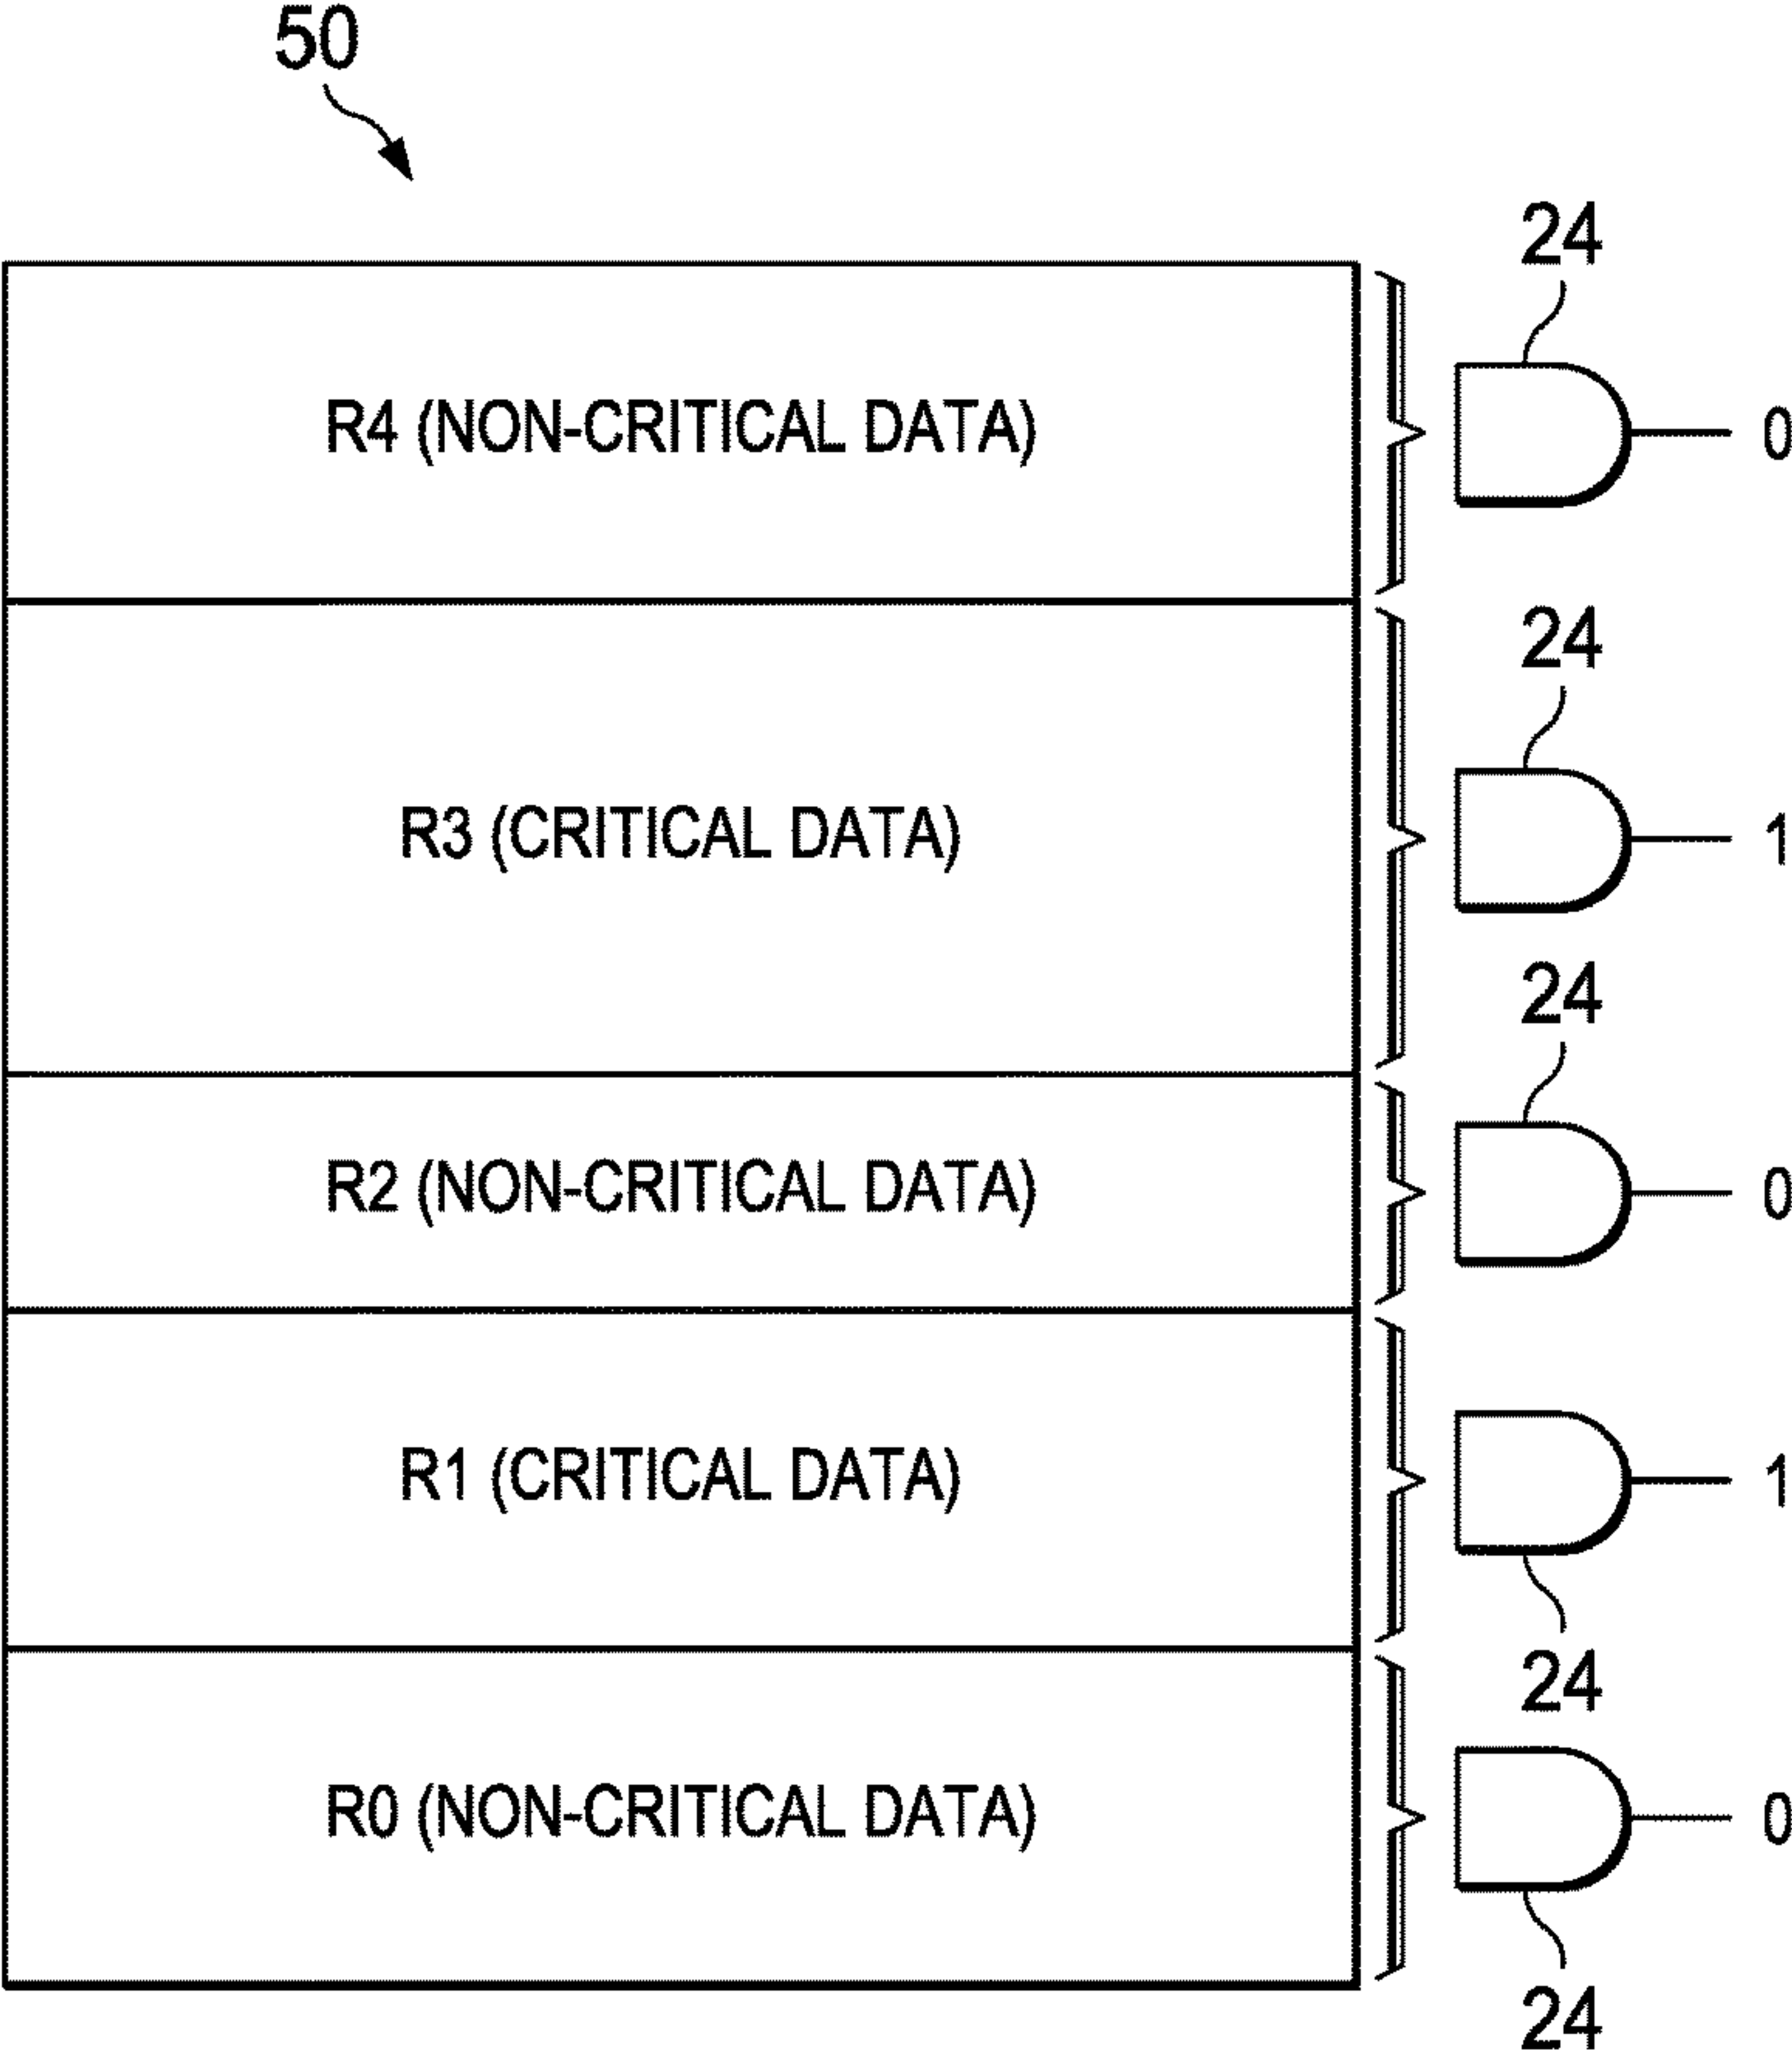 50
24
R4 (NON-CRITICAL DATA)
0
24
R3 (CRITICAL DATA)
1
24
R2 (NON-CRITICAL DATA)
0
R1 (CRITICAL DATA)
1
24
R0 (NON-CRITICAL DATA)
0
24